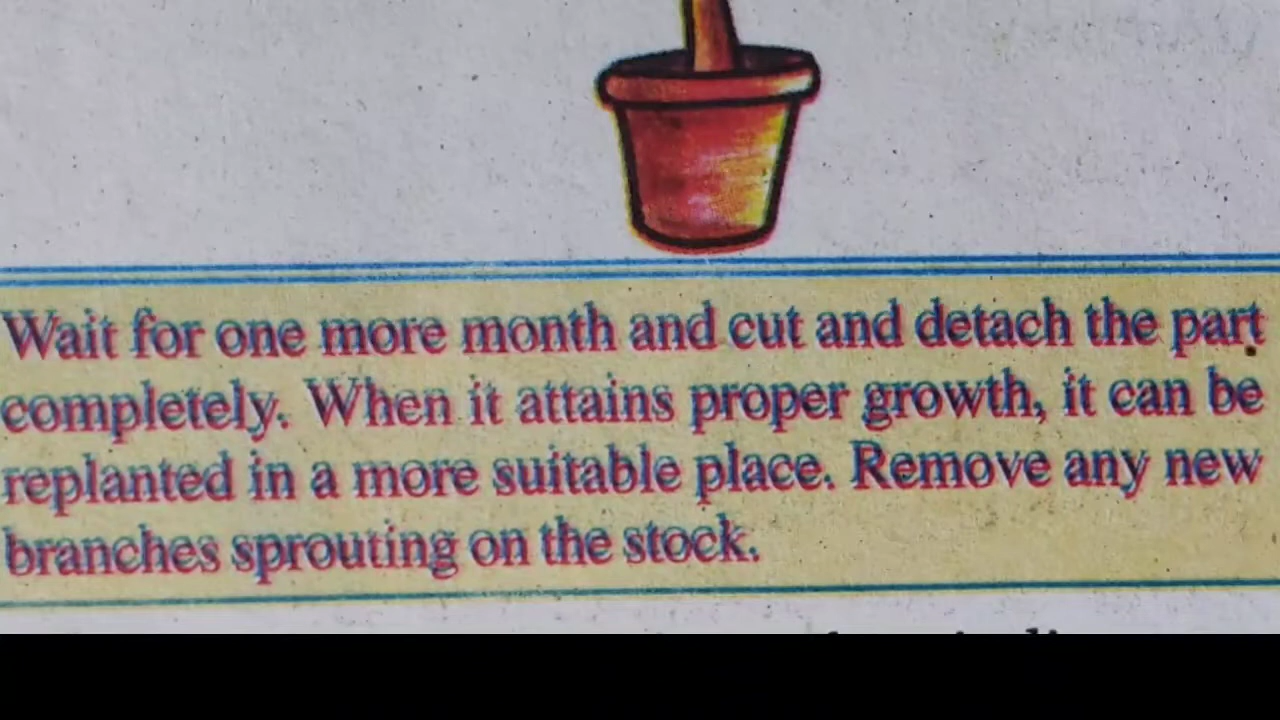 Wait for one more month and cut and detach the part
completely. When it attains proper growth, it can be
replanted in a more suitable place. Remove any new
branches sprouting on the stock.